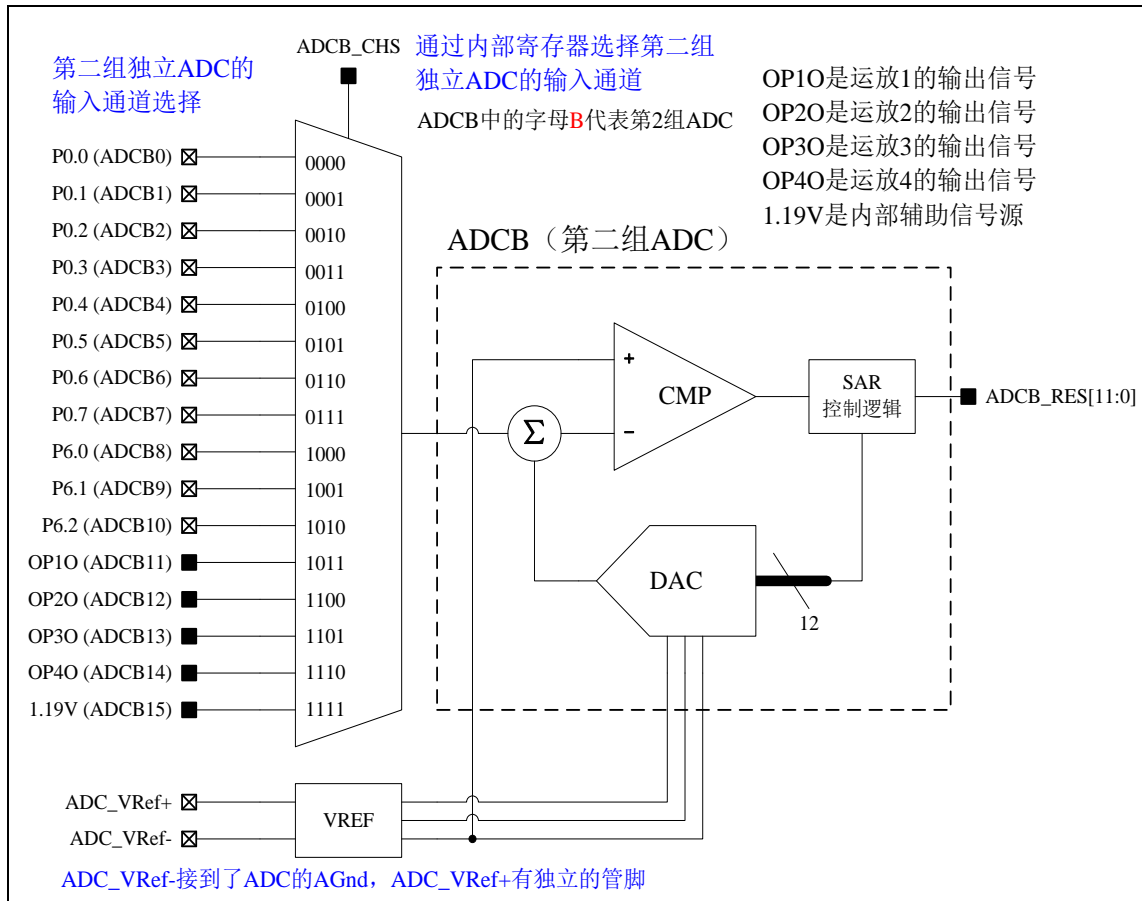 ADCB_CHS
第二组独立ADC的
输入通道选择
通过内部寄存器选择第二组
独立ADC的输入通道
ADCB中的字母B代表第2组ADC
OP1O是运放1的输出信号
OP2O是运放2的输出信号
OP3O是运放3的输出信号
OP4O是运放4的输出信号
1.19V是内部辅助信号源
P0.0 (ADCB0) 0000
P0.1 (ADCB1) 0001
P0.2 (ADCB2) 0010
P0.3 (ADCB3) 0011
P0.4 (ADCB4) 0100
P0.5 (ADCB5) 0101
P0.6 (ADCB6) 0110
P0.7 (ADCB7) 0111
P6.0 (ADCB8) 1000
P6.1 (ADCB9) 1001
P6.2 (ADCB10) 1010
OP1O (ADCB11) 1011
OP2O (ADCB12) 1100
OP3O (ADCB13) 1101
OP4O (ADCB14) 1110
1.19V (ADCB15) 1111
ADCB（第二组ADC）
+
CMP
−
Σ
SAR
控制逻辑
ADCB_RES[11:0]
DAC
12
ADC_VRef+
ADC_VRef-
VREF
ADC_VRef-接到了ADC的AGnd，ADC_VRef+有独立的管脚